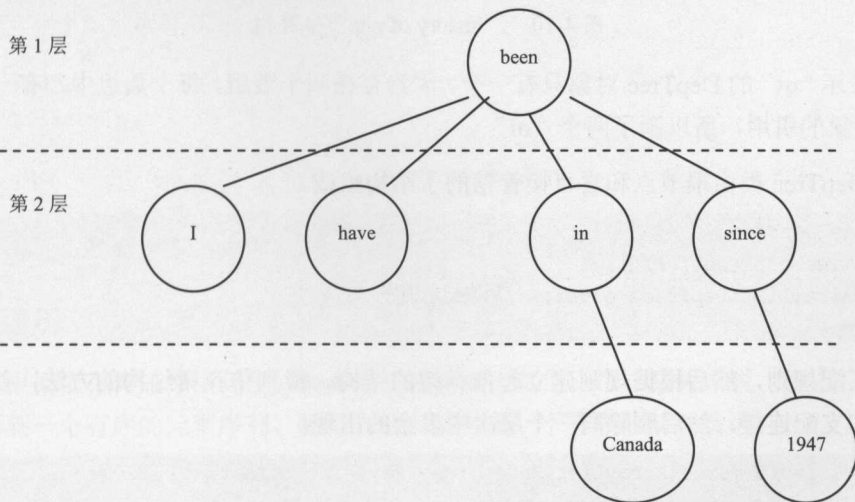 第1层
been
第2层
I
have
in
since
Canada
1947